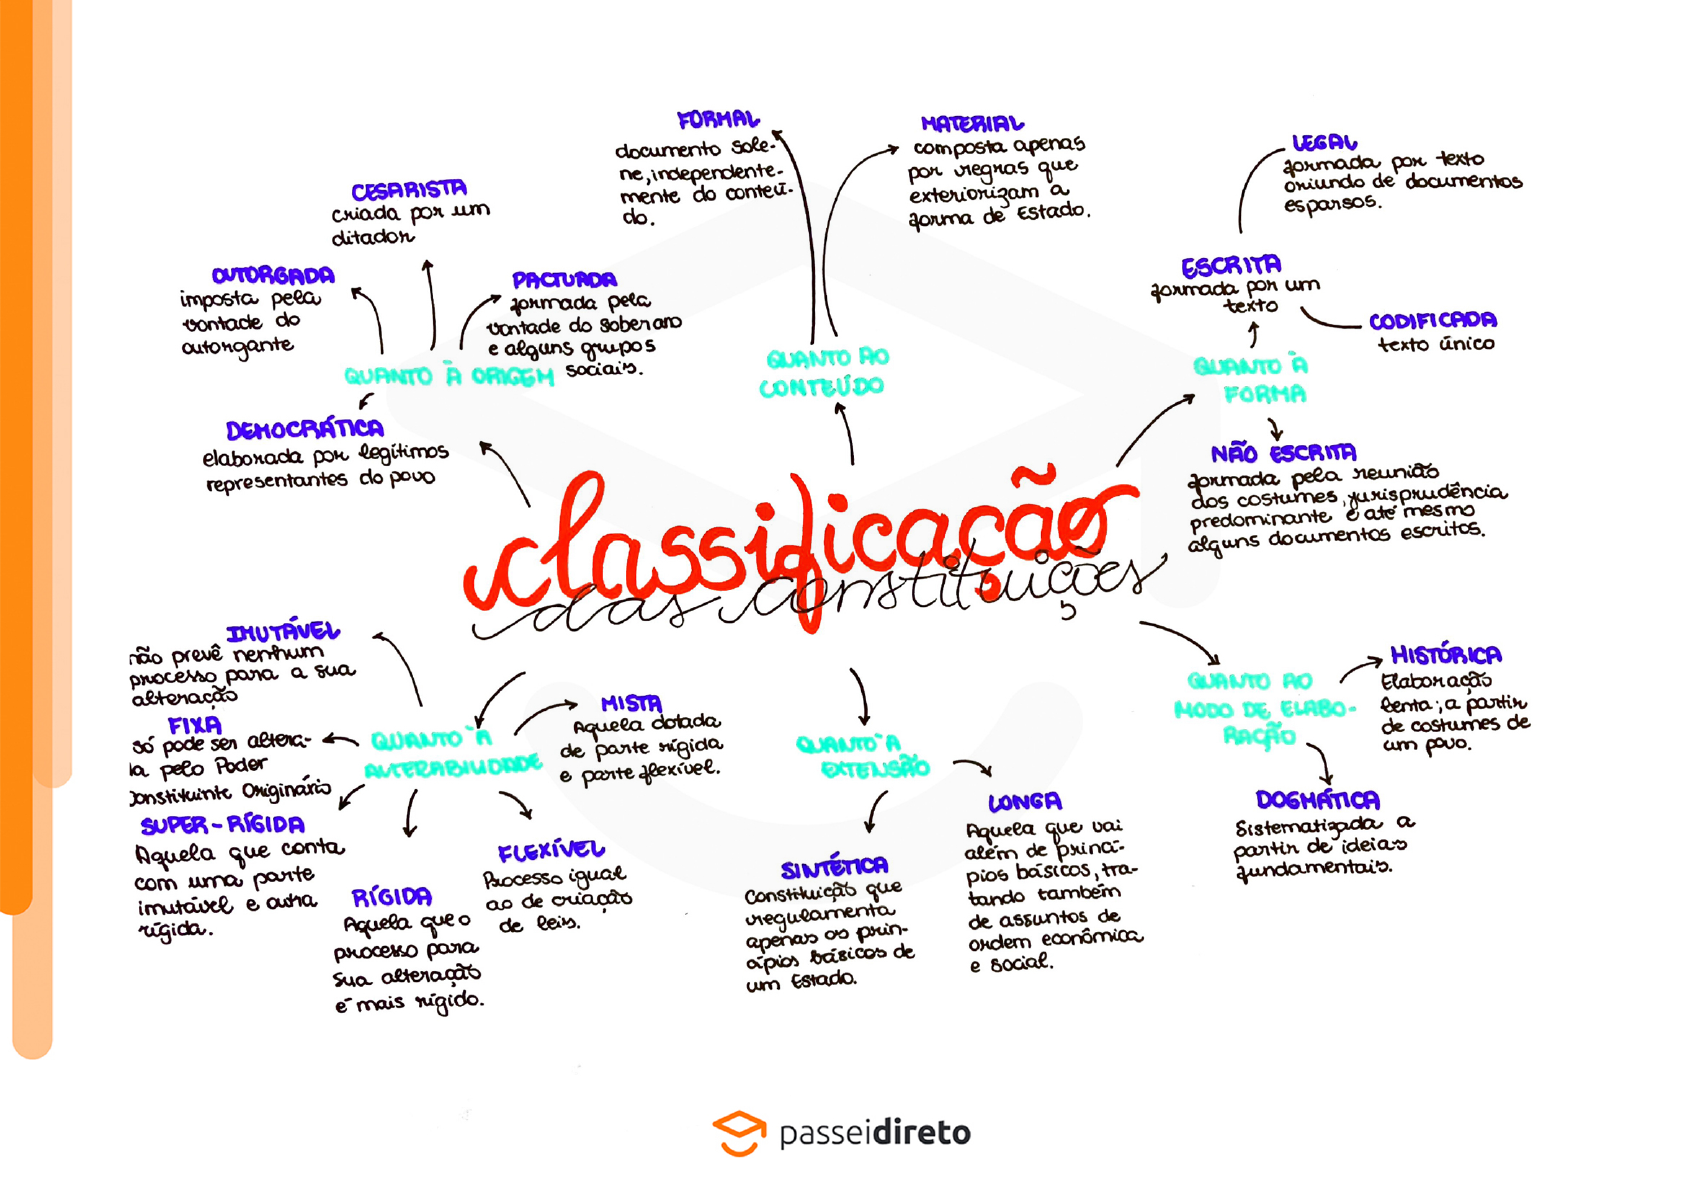 classificação
das constituições
QUANTO À ORIGEM
OUTORGADA
imposta pela
vontade do
outorgante
CESARISTA
criada por um
ditador
PACTUADA
formada pela
vontade do soberano
e alguns grupos
sociais.
DEMOCRÁTICA
elaborada por legítimos
representantes do povo
QUANTO AO
CONTEÚDO
FORMAL
documento sole-
ne, independente-
mente do conteú-
do.
MATERIAL
composta apenas
por regras que
exteriorizam a
forma de Estado.
QUANTO À
FORMA
ESCRITA
formada por um
texto
LEGAL
formada por texto
oriundo de documentos
esparsos.
CODIFICADA
texto único
NÃO ESCRITA
formada pela reunião
dos costumes, jurisprudência
predominante e até mesmo
alguns documentos escritos.
QUANTO À
ALTERABILIDADE
IMUTÁVEL
não prevê nenhum
processo para a sua
alteração
FIXA
só pode ser altera-
da pelo Poder
Constituinte Originário
SUPER-RÍGIDA
Aquela que conta
com uma parte
imutável e outra
rígida.
RÍGIDA
Aquela que o
processo para
sua alteração
é mais rígido.
FLEXÍVEL
Processo igual
ao de criação
de leis.
MISTA
Aquela dotada
de parte rígida
e parte flexível.
QUANTO À
EXTENSÃO
SINTÉTICA
Constituição que
regulamenta
apenas os prin-
cípios básicos de
um Estado.
LONGA
Aquela que vai
além de princí-
pios básicos, tra-
tando também
de assuntos de
ordem econômica
e social.
QUANTO AO
MODO DE ELABO-
RAÇÃO
HISTÓRICA
Elaboração
lenta; a partir
de costumes de
um povo.
DOGMÁTICA
Sistematizada a
partir de ideias
fundamentais.
passeidireto